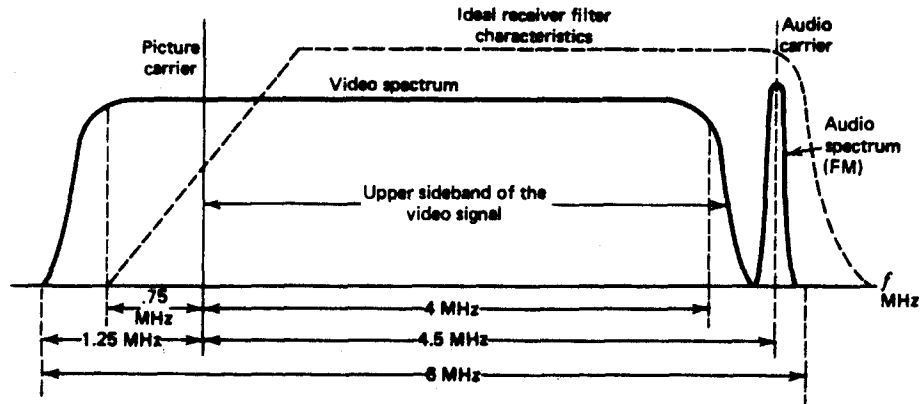 Ideal receiver filter
characteristics
Audio
carrier
Picture
carrier
Video spectrum
Audio
spectrum
(FM)
Upper sideband of the
video signal
f
MHz
.75
MHz
4 MHz
1.25 MHz
4.5 MHz
6 MHz